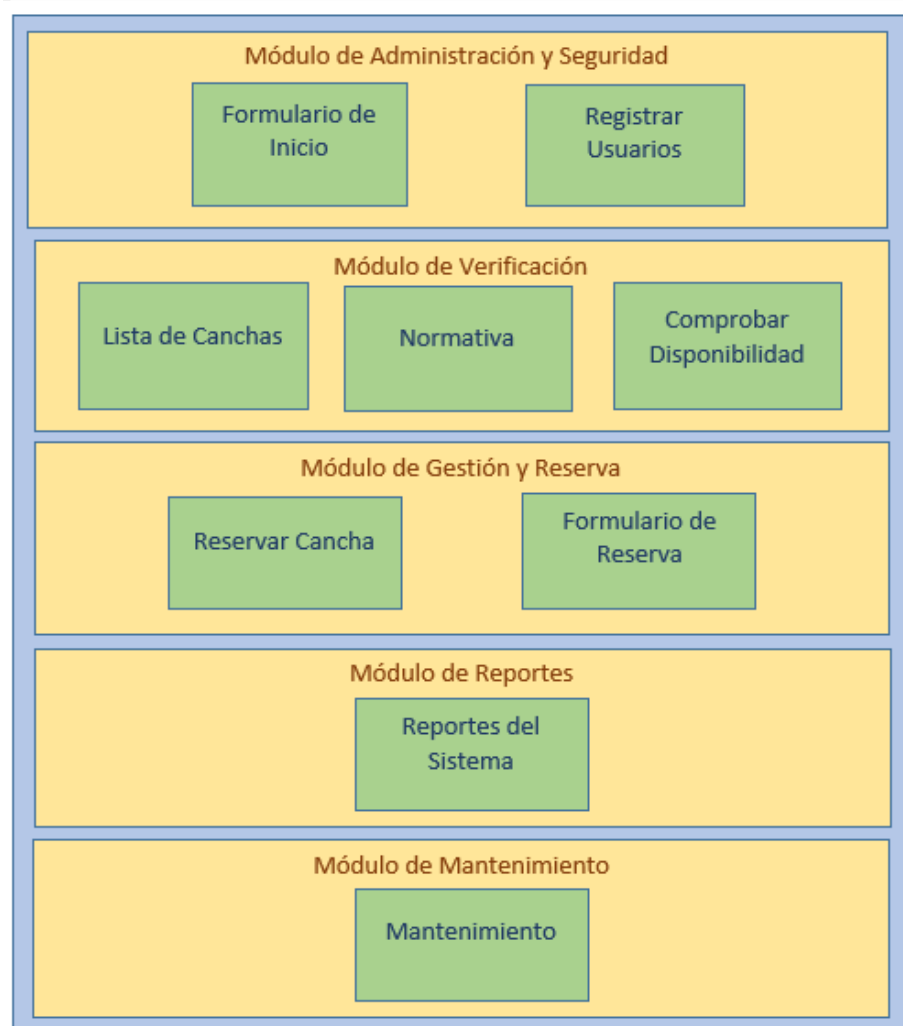 Módulo de Administración y Seguridad
Formulario de
Inicio
Registrar
Usuarios
Módulo de Verificación
Lista de Canchas
Normativa
Comprobar
Disponibilidad
Módulo de Gestión y Reserva
Reservar Cancha
Formulario de
Reserva
Módulo de Reportes
Reportes del
Sistema
Módulo de Mantenimiento
Mantenimiento